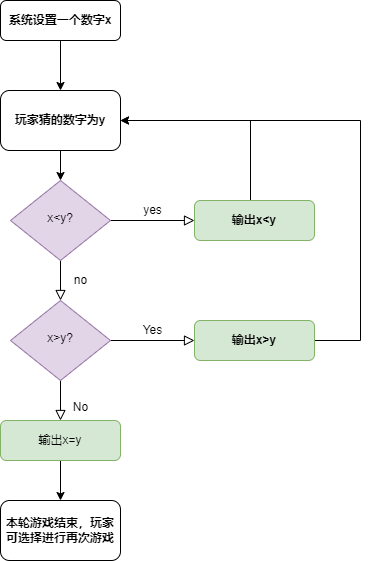 系统设置一个数字x
玩家猜的数字为y
x<y?
yes
输出x<y
no
x>y?
Yes
输出x>y
No
输出x=y
本轮游戏结束，玩家
可选择进行再次游戏